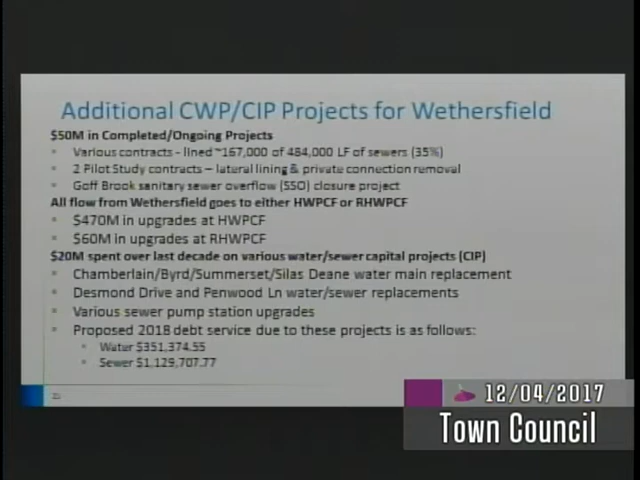 Additional CWP/CIP Projects for Wethersfield
$50M in Completed/Ongoing Projects
Various contracts - lined ~167,000 of 484,000 LF of sewers (35%)
2 Pilot Study contracts – lateral lining & private connection removal
Goff Brook sanitary sewer overflow (SSO) closure project
All flow from Wethersfield goes to either HWPCF or RHWPCF
$470M in upgrades at HWPCF
$60M in upgrades at RHWPCF
$20M spent over last decade on various water/sewer capital projects (CIP)
Chamberlain/Byrd/Summerset/Silas Deane water main replacement
Desmond Drive and Penwood Ln water/sewer replacements
Various sewer pump station upgrades
Proposed 2018 debt service due to these projects is as follows:
Water $351,374.55
Sewer $1,129,707.77
12/04/2017
Town Council